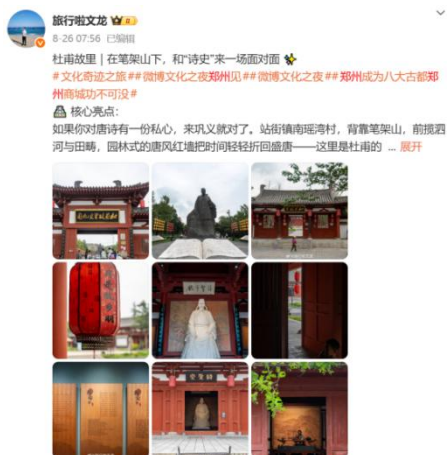 旅行啦文龙
8-26 07:56 已编辑
杜甫故里 | 在笔架山下，和“诗史”来一场面对面
#文化奇迹之旅##微博文化之夜郑州见##微博文化之夜##郑州成为八大古都郑
州商城功不可没#
核心亮点：
如果你对唐诗有一份私心，来巩义就对了。站街镇南瑶湾村，背靠笔架山，前揽泗
河与田畴，园林式的唐风红墙把时间轻轻折回盛唐——这里是杜甫的 ... 展开